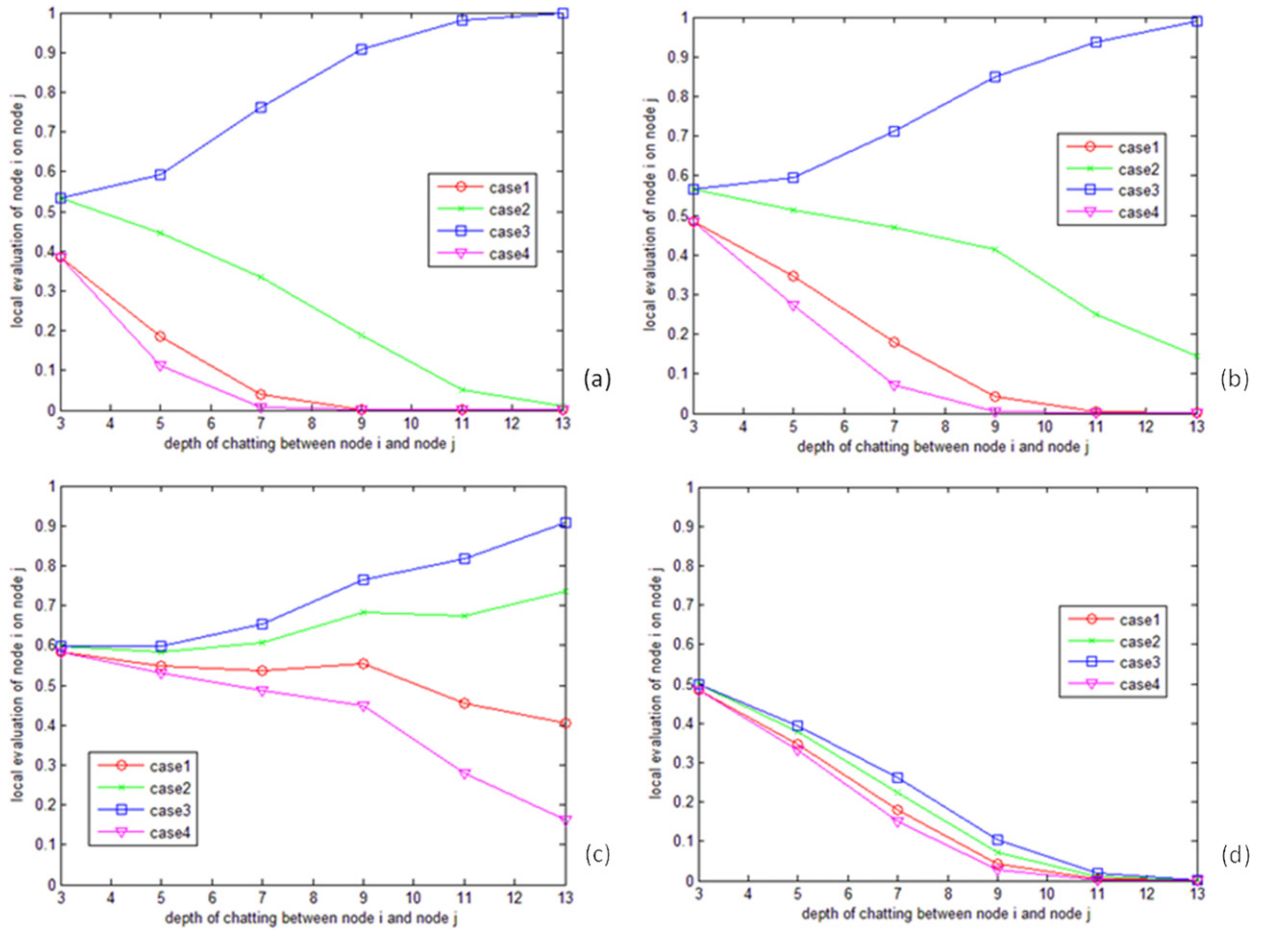 1
0.9
0.8
0.7
0.6
0.5
0.4
0.3
0.2
0.1
0
local evaluation of node i on node j
case1
case2
case3
case4
3 4 5 6 7 8 9 10 11 12 13
depth of chatting between node i and node j
(a)
1
0.9
0.8
0.7
0.6
0.5
0.4
0.3
0.2
0.1
0
local evaluation of node i on node j
case1
case2
case3
case4
3 4 5 6 7 8 9 10 11 12 13
depth of chatting between node i and node j
(b)
1
0.9
0.8
0.7
0.6
0.5
0.4
0.3
0.2
0.1
0
local evaluation of node i on node j
case1
case2
case3
case4
3 4 5 6 7 8 9 10 11 12 13
depth of chatting between node i and node j
(c)
1
0.9
0.8
0.7
0.6
0.5
0.4
0.3
0.2
0.1
0
local evaluation of node i on node j
case1
case2
case3
case4
3 4 5 6 7 8 9 10 11 12 13
depth of chatting between node i and node j
(d)